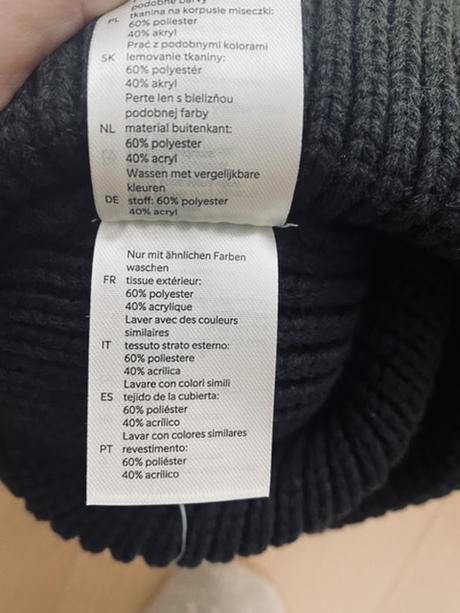 podobne barvy
tkanina na korpusie miseczki:
PL 60% poliester
40% akryl
Prać z podobnymi kolorami
SK lemovanie tkaniny:
60% polyestér
40% akryl
Perte len s bielizňou
podobnej farby
NL material buitenkant:
60% polyester
40% acryl
Wassen met vergelijkbare
kleuren
DE stoff: 60% polyester
40% acryl
Nur mit ähnlichen Farben
waschen
FR tissue extérieur:
60% polyester
40% acrylique
Laver avec des couleurs
similaires
IT tessuto strato esterno:
60% poliestere
40% acrilica
Lavare con colori simili
ES tejido de la cubierta:
60% poliéster
40% acrílico
Lavar con colores similares
PT revestimento:
60% poliéster
40% acrílico